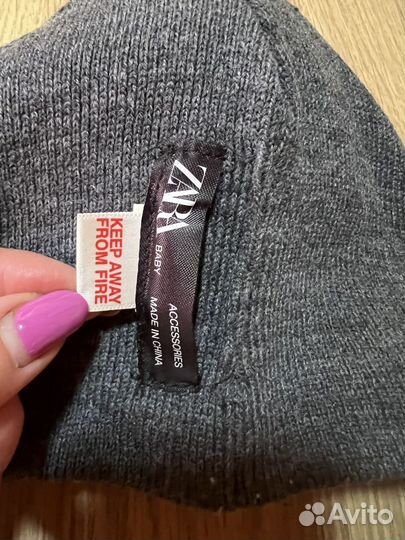 KEEP AWAY
FROM FIRE
ZARA
BABY
ACCESSORIES
MADE IN CHINA
Avito